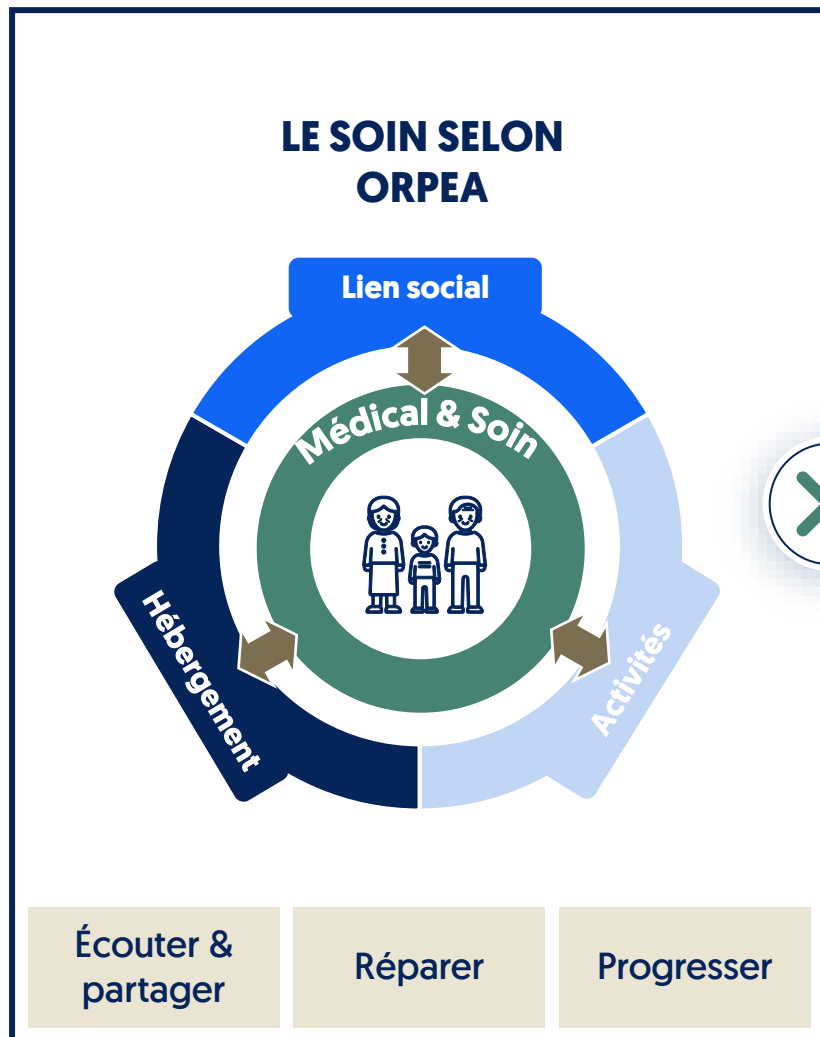 LE SOIN SELON
ORPEA
Lien social
Médical & Soin
Hébergement
Activités
Écouter &
partager
Réparer
Progresser